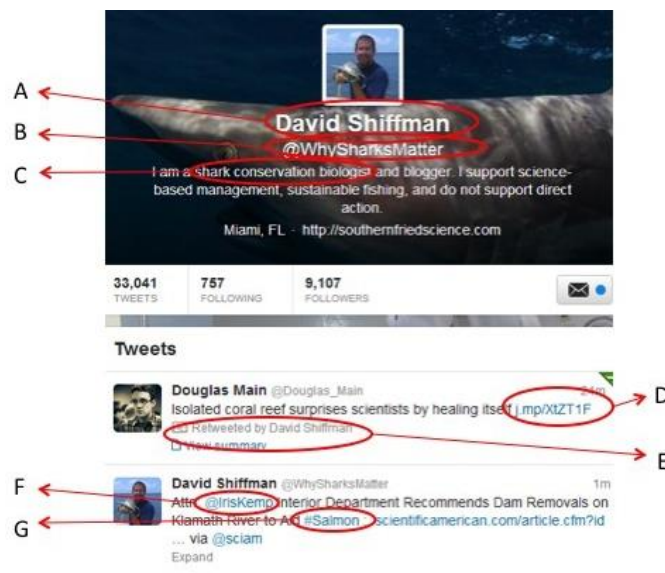 A
David Shiffman
B
@WhySharksMatter
C
I am a shark conservation biologist and blogger. I support science-
based management, sustainable fishing, and do not support direct
action.
Miami, FL · http://southernfriedscience.com
33,041
TWEETS
757
FOLLOWING
9,107
FOLLOWERS
Tweets
Douglas Main @Douglas_Main 24m
Isolated coral reef surprises scientists by healing itself j.mp/XtZT1F
D
Retweeted by David Shiffman
View summary
E
David Shiffman @WhySharksMatter 1m
F
Attn @IrisKemp Interior Department Recommends Dam Removals on
G
Klamath River to Aid #Salmon : scientificamerican.com/article.cfm?id
... via @sciam
Expand